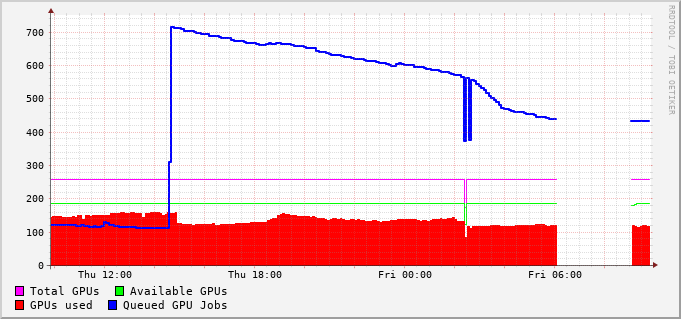 RRDTOOL / TOBI OETIKER
700
600
500
400
300
200
100
0
Thu 12:00 Thu 18:00 Fri 00:00 Fri 06:00
Total GPUs Available GPUs
GPUs used Queued GPU Jobs